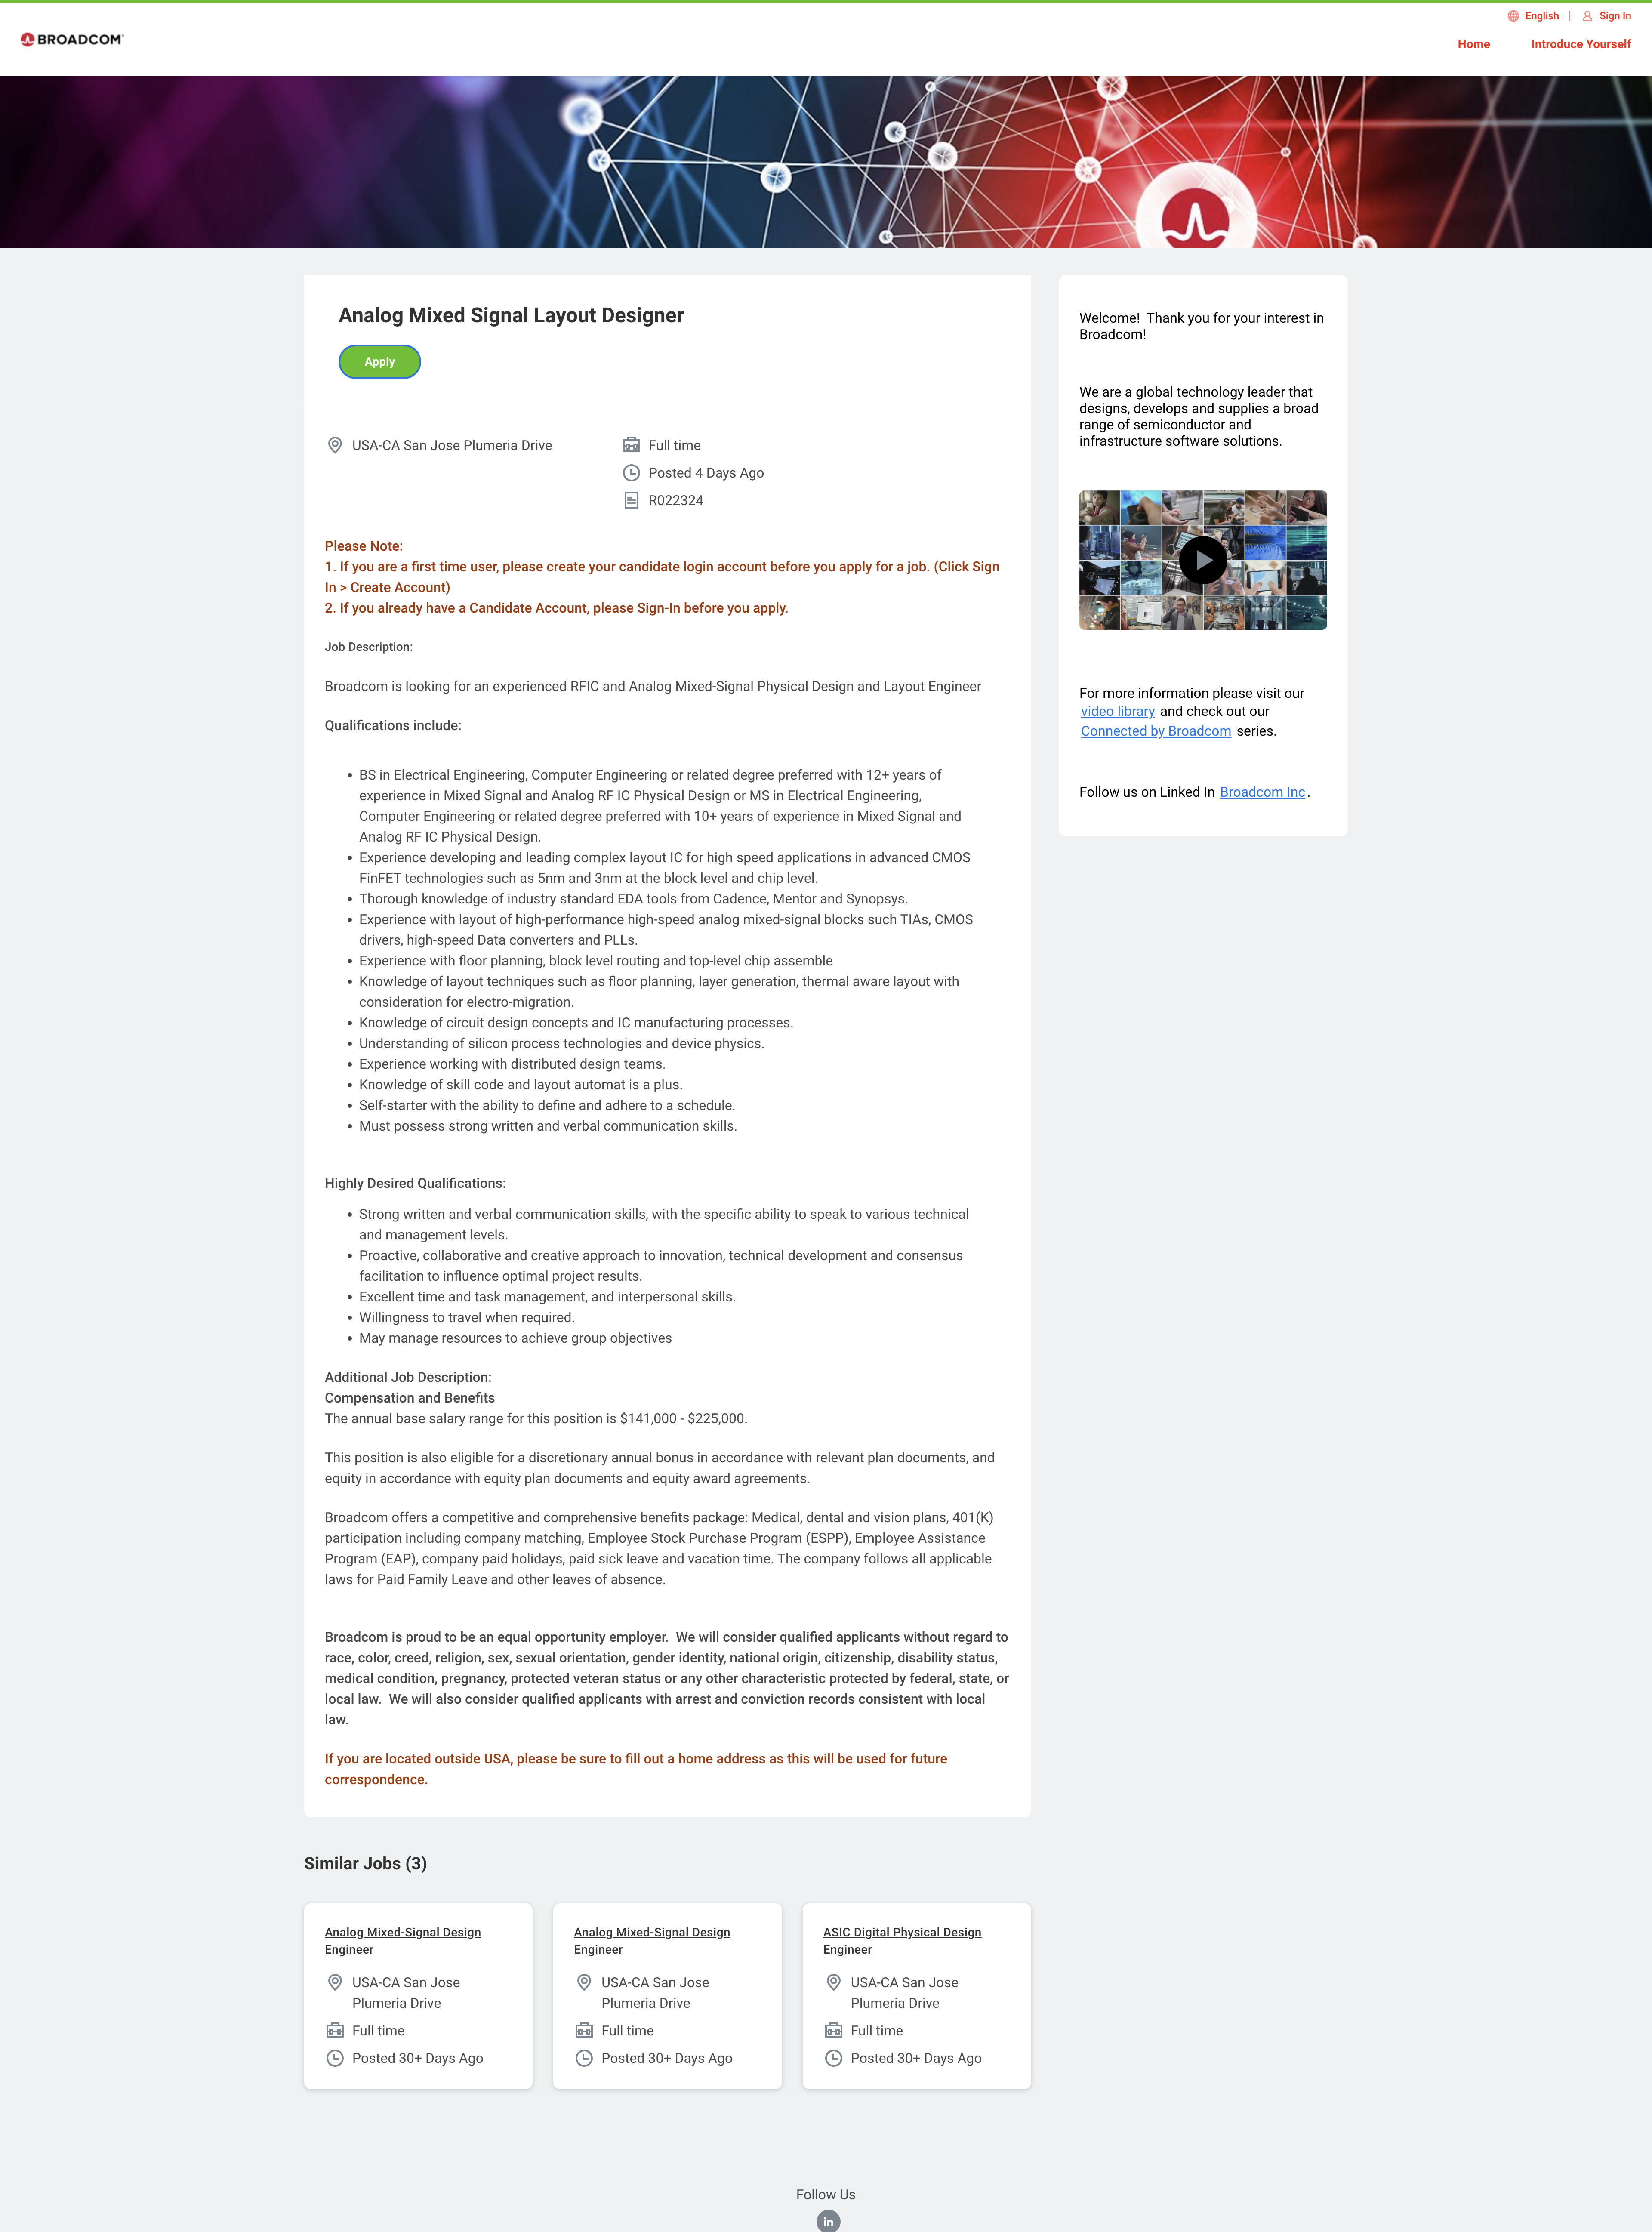 English | Sign In
BROADCOM
Home Introduce Yourself
Analog Mixed Signal Layout Designer
Apply
USA-CA San Jose Plumeria Drive
Full time
Posted 4 Days Ago
R022324
Please Note:
1. If you are a first time user, please create your candidate login account before you apply for a job. (Click Sign
In > Create Account)
2. If you already have a Candidate Account, please Sign-In before you apply.
Job Description:
Broadcom is looking for an experienced RFIC and Analog Mixed-Signal Physical Design and Layout Engineer
Qualifications include:
• BS in Electrical Engineering, Computer Engineering or related degree preferred with 12+ years of
experience in Mixed Signal and Analog RF IC Physical Design or MS in Electrical Engineering,
Computer Engineering or related degree preferred with 10+ years of experience in Mixed Signal and
Analog RF IC Physical Design.
• Experience developing and leading complex layout IC for high speed applications in advanced CMOS
FinFET technologies such as 5nm and 3nm at the block level and chip level.
• Thorough knowledge of industry standard EDA tools from Cadence, Mentor and Synopsys.
• Experience with layout of high-performance high-speed analog mixed-signal blocks such TIAs, CMOS
drivers, high-speed Data converters and PLLs.
• Experience with floor planning, block level routing and top-level chip assemble
• Knowledge of layout techniques such as floor planning, layer generation, thermal aware layout with
consideration for electro-migration.
• Knowledge of circuit design concepts and IC manufacturing processes.
• Understanding of silicon process technologies and device physics.
• Experience working with distributed design teams.
• Knowledge of skill code and layout automat is a plus.
• Self-starter with the ability to define and adhere to a schedule.
• Must possess strong written and verbal communication skills.
Highly Desired Qualifications:
• Strong written and verbal communication skills, with the specific ability to speak to various technical
and management levels.
• Proactive, collaborative and creative approach to innovation, technical development and consensus
facilitation to influence optimal project results.
• Excellent time and task management, and interpersonal skills.
• Willingness to travel when required.
• May manage resources to achieve group objectives
Additional Job Description:
Compensation and Benefits
The annual base salary range for this position is $141,000 - $225,000.
This position is also eligible for a discretionary annual bonus in accordance with relevant plan documents, and
equity in accordance with equity plan documents and equity award agreements.
Broadcom offers a competitive and comprehensive benefits package: Medical, dental and vision plans, 401(K)
participation including company matching, Employee Stock Purchase Program (ESPP), Employee Assistance
Program (EAP), company paid holidays, paid sick leave and vacation time. The company follows all applicable
laws for Paid Family Leave and other leaves of absence.
Broadcom is proud to be an equal opportunity employer.  We will consider qualified applicants without regard to
race, color, creed, religion, sex, sexual orientation, gender identity, national origin, citizenship, disability status,
medical condition, pregnancy, protected veteran status or any other characteristic protected by federal, state, or
local law.  We will also consider qualified applicants with arrest and conviction records consistent with local
law.
If you are located outside USA, please be sure to fill out a home address as this will be used for future
correspondence.
Welcome!  Thank you for your interest in
Broadcom!
We are a global technology leader that
designs, develops and supplies a broad
range of semiconductor and
infrastructure software solutions.
For more information please visit our
video library and check out our
Connected by Broadcom series.
Follow us on Linked In Broadcom Inc.
Similar Jobs (3)
Analog Mixed-Signal Design
Engineer
USA-CA San Jose
Plumeria Drive
Full time
Posted 30+ Days Ago
Analog Mixed-Signal Design
Engineer
USA-CA San Jose
Plumeria Drive
Full time
Posted 30+ Days Ago
ASIC Digital Physical Design
Engineer
USA-CA San Jose
Plumeria Drive
Full time
Posted 30+ Days Ago
Follow Us
in